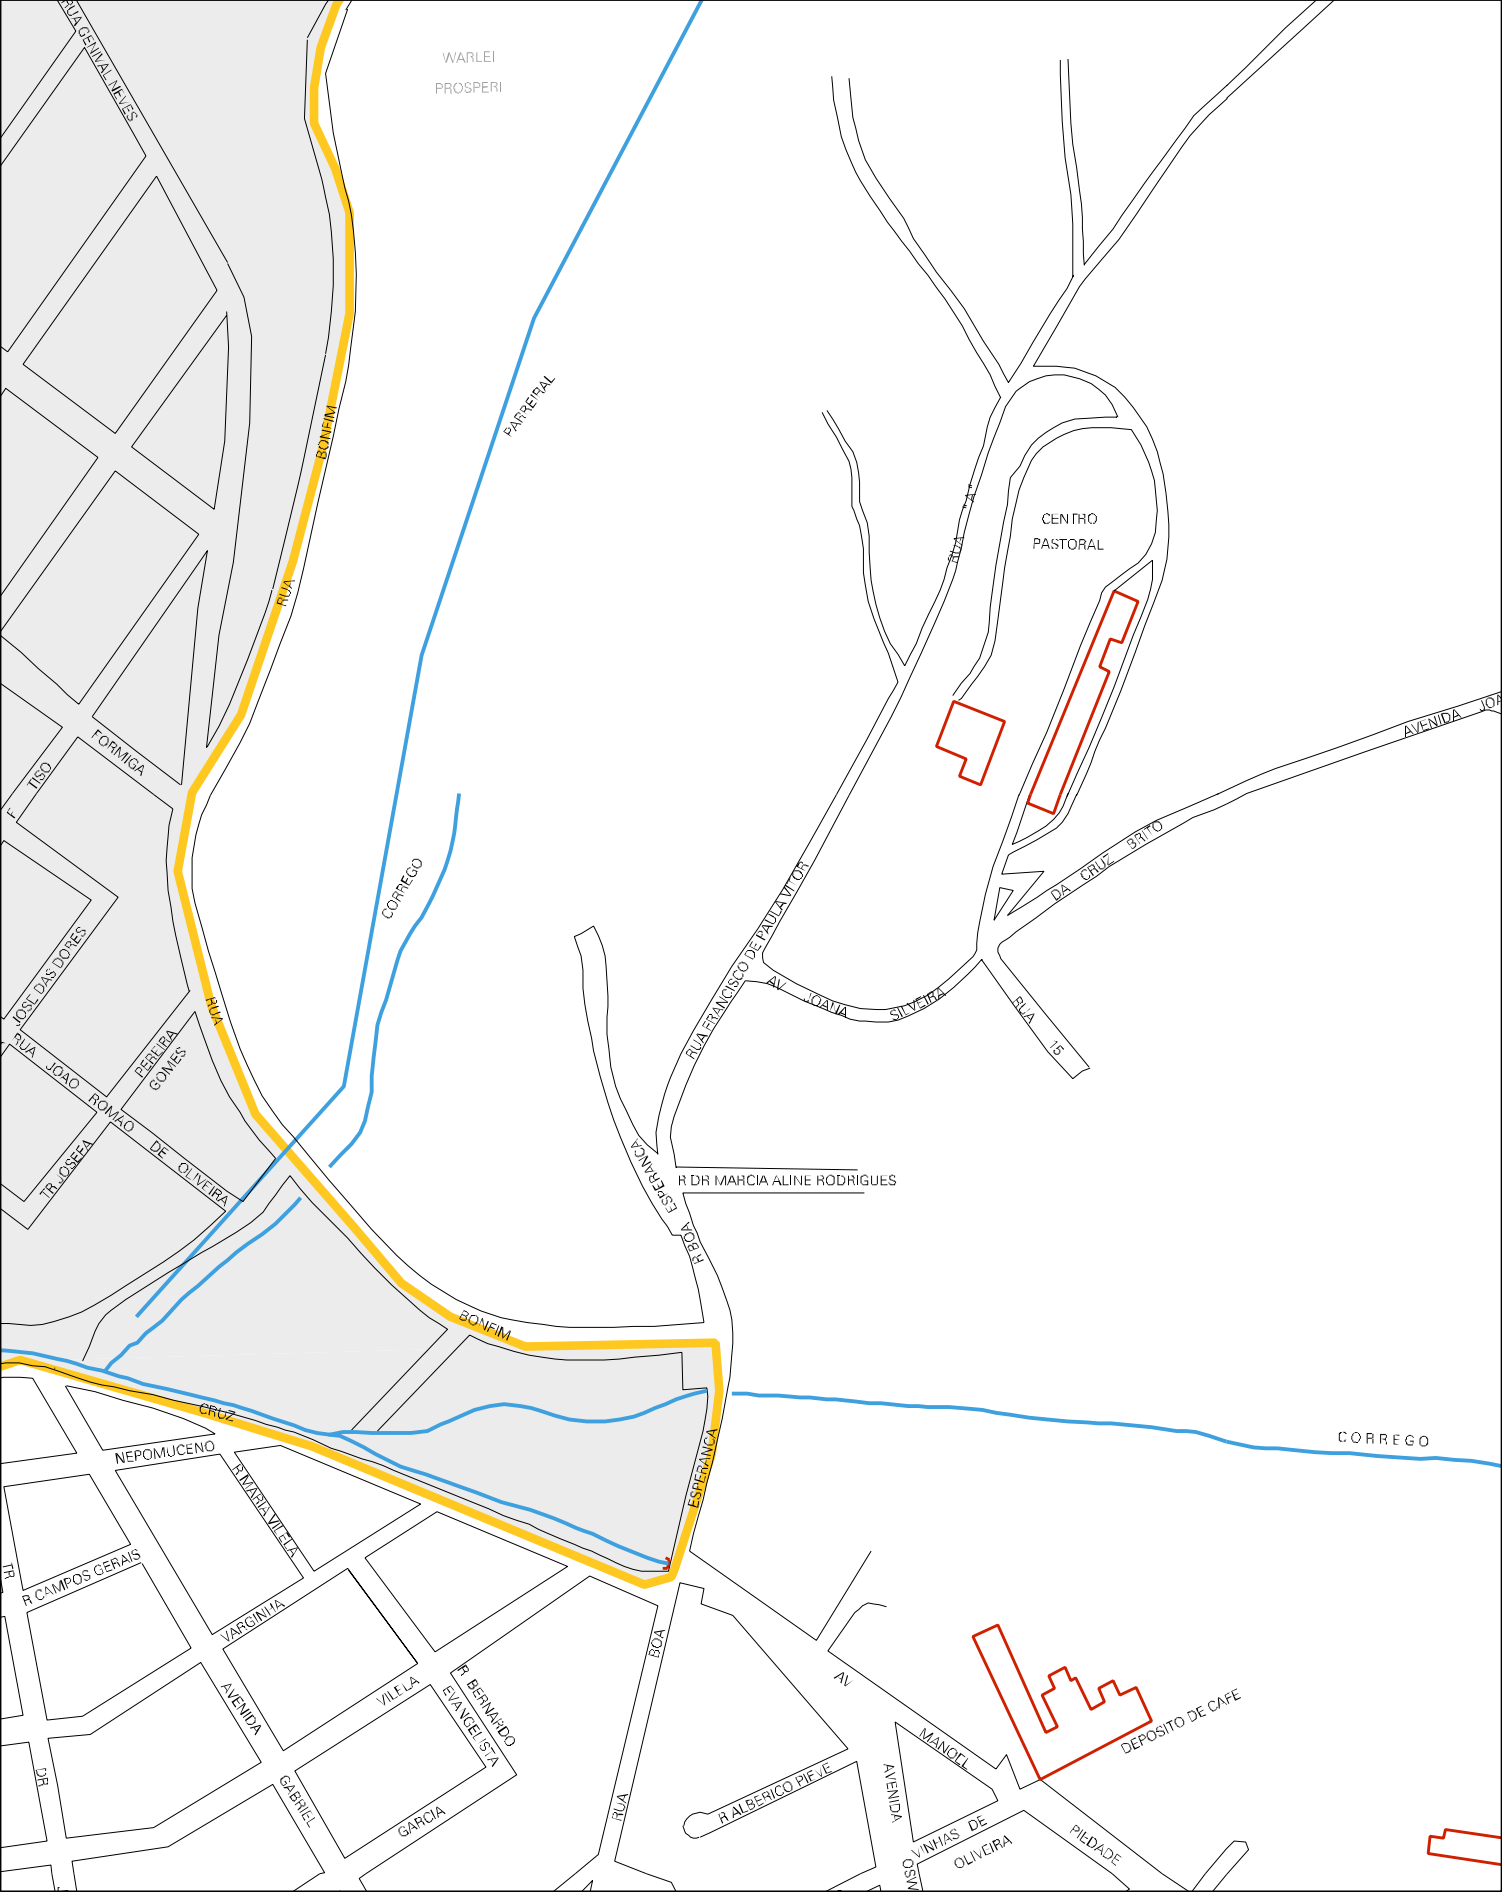 RUA GENIVAL NEVES
WARLEI
PROSPERI
PARREIRAL
BONFIM
RUA
RUA "A"
CENTRO
PASTORAL
AVENIDA JOA
DA CRUZ BRITO
FORMIGA
TISO
F
CORREGO
RUA FRANCISCO DE PAULA VITOR
AV JOANA SILVEIRA
RUA 15
JOSE DAS DORES
RUA
PEREIRA
GOMES
RUA JOAO ROMAO DE OLIVEIRA
TR JOSEFA
R DR MARCIA ALINE RODRIGUES
R BOA ESPERANCA
BONFIM
CRUZ
NEPOMUCENO
CORREGO
ESPERANCA
R MARIA VILELA
TR
R CAMPOS GERAIS
VARGINHA
BOA
RUA
AV MANOEL PIEDADE
R BERNARDO
EVANGELISTA
VILELA
AVENIDA
GABRIEL
DEPOSITO DE CAFE
DR
GARCIA
R ALBERICO PIEVE
AVENIDA
OSW
VINHAS DE
OLIVEIRA